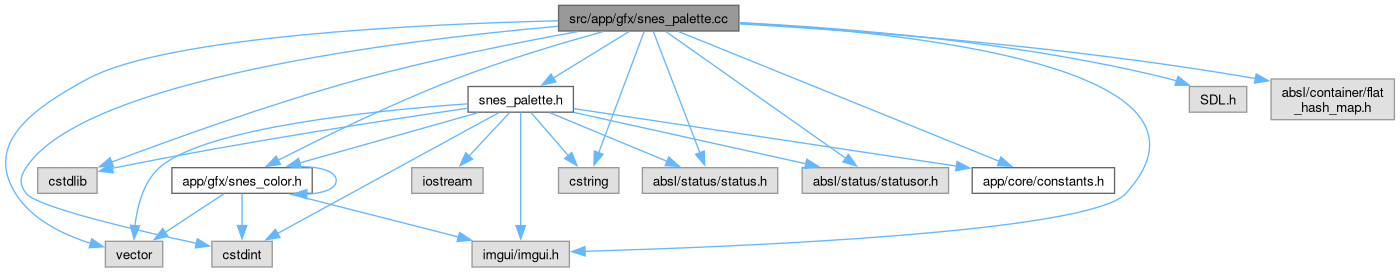 src/app/gfx/snes_palette.cc
snes_palette.h
SDL.h
absl/container/flat
_hash_map.h
cstdlib
app/gfx/snes_color.h
iostream
cstring
absl/status/status.h
absl/status/statusor.h
app/core/constants.h
vector
cstdint
imgui/imgui.h